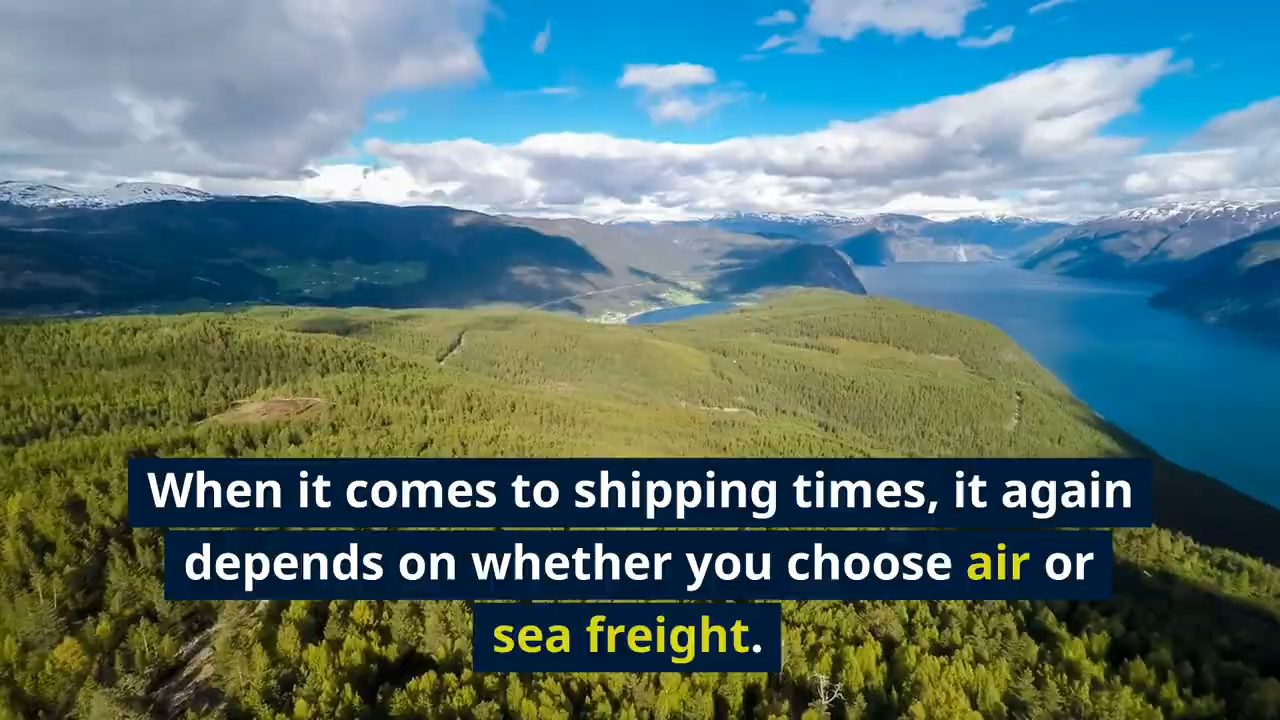 When it comes to shipping times, it again
depends on whether you choose air or
sea freight.